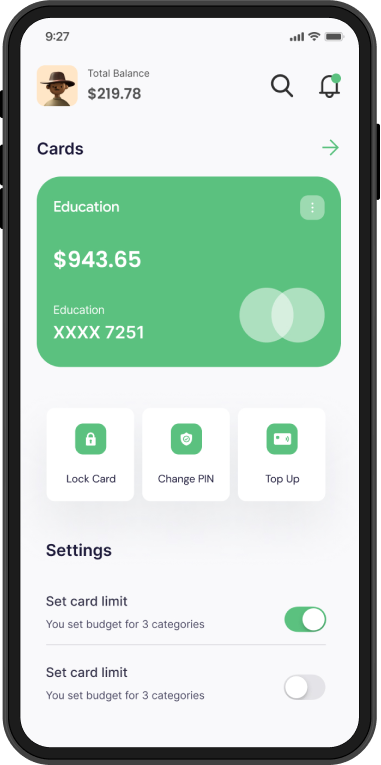 9:27
Total Balance
$219.78
Cards
Education
$943.65
Education
XXXX 7251
Lock Card
Change PIN
Top Up
Settings
Set card limit
You set budget for 3 categories
Set card limit
You set budget for 3 categories